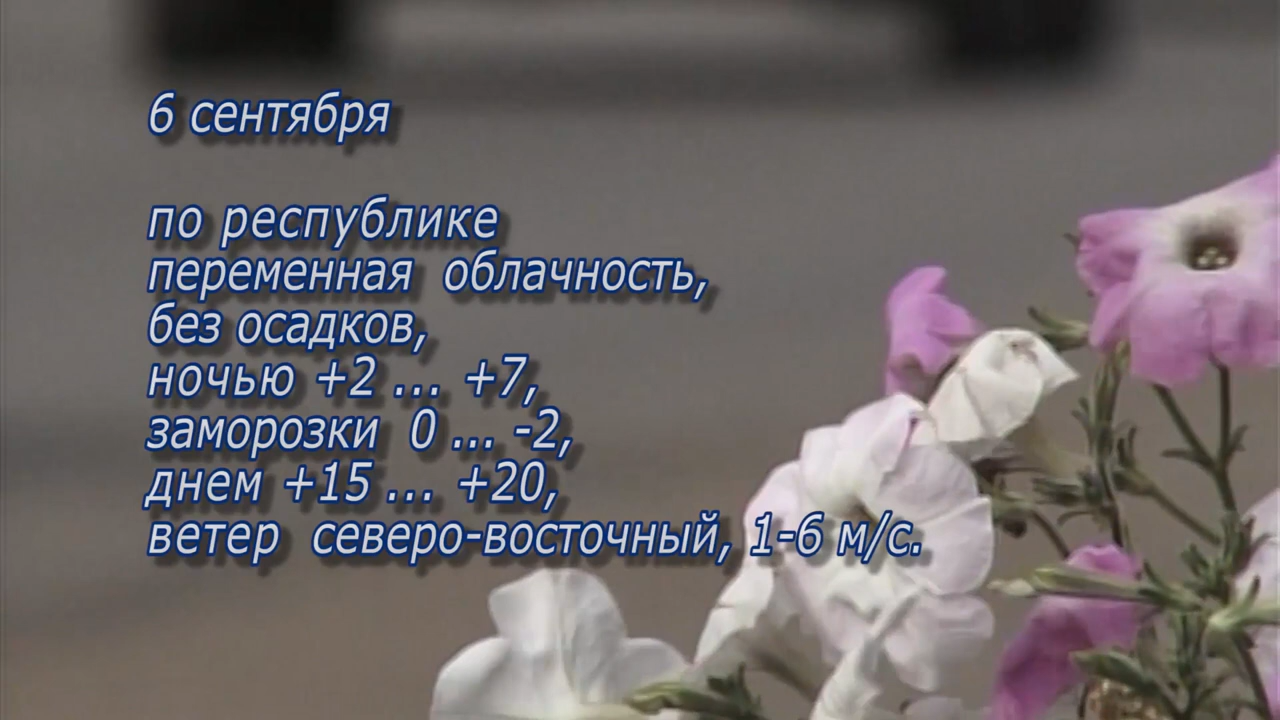 6 сентября
по республике
переменная облачность,
без осадков,
ночью +2 ... +7,
заморозки 0 ... -2,
днем +15 ... +20,
ветер северо-восточный, 1-6 м/с.